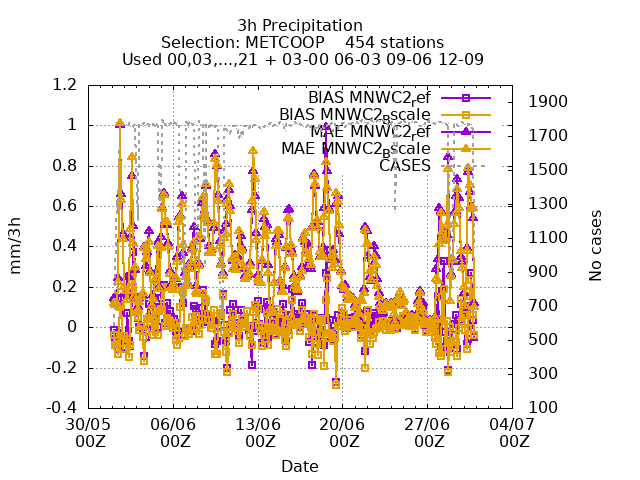 3h Precipitation
Selection: METCOOP    454 stations
Used 00,03,...,21 + 03-00 06-03 09-06 12-09
BIAS MNWC2_ref
BIAS MNWC2_Bscale
MAE MNWC2_ref
MAE MNWC2_Bscale
CASES
mm/3h
1.2
1
0.8
0.6
0.4
0.2
0
-0.2
-0.4
No cases
1900
1700
1500
1300
1100
900
700
500
300
100
30/05 06/06 13/06 20/06 27/06 04/07
00Z 00Z 00Z 00Z 00Z 00Z
Date